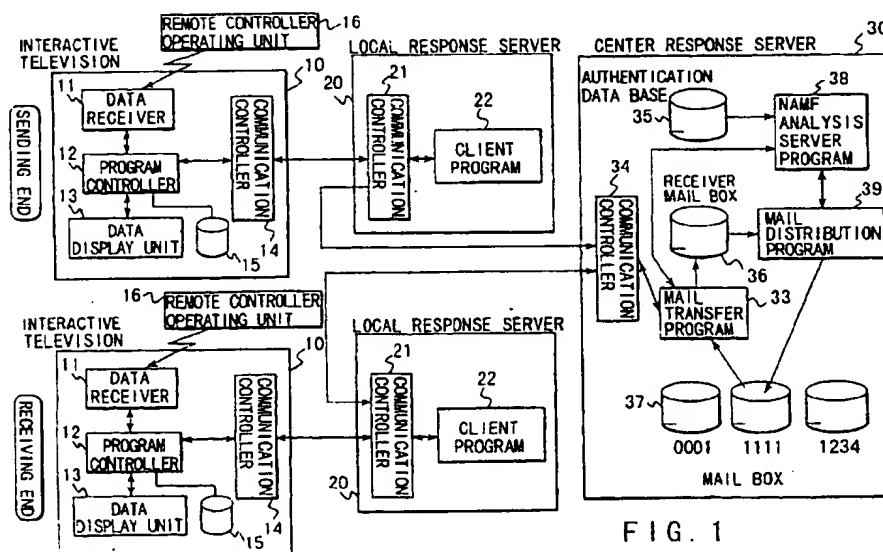 REMOTE CONTROLLER
OPERATING UNIT
16
INTERACTIVE
TELEVISION
10
11
DATA
RECEIVER
12
PROGRAM
CONTROLLER
13
DATA
DISPLAY UNIT
COMMUNICATION
CONTROLLER
14
15
SENDING END
LOCAL RESPONSE SERVER
20
21
COMMUNICATION
CONTROLLER
22
CLIENT
PROGRAM
16
REMOTE CONTROLLER
OPERATING UNIT
INTERACTIVE
TELEVISION
10
11
DATA
RECEIVER
12
PROGRAM
CONTROLLER
13
DATA
DISPLAY UNIT
COMMUNICATION
CONTROLLER
14
15
RECEIVING END
LOCAL RESPONSE SERVER
20
21
COMMUNICATION
CONTROLLER
22
CLIENT
PROGRAM
CENTER RESPONSE SERVER
30
AUTHENTICATION
DATA BASE
35
38
NAMF
ANALYSIS
SERVER
PROGRAM
34
COMMUNICATION
CONTROLLER
RECEIVER
MAIL BOX
36
39
MAIL
DISTRIBUTION
PROGRAM
33
MAIL
TRANSFER
PROGRAM
37
0001
1111
1234
MAIL BOX
FIG. 1